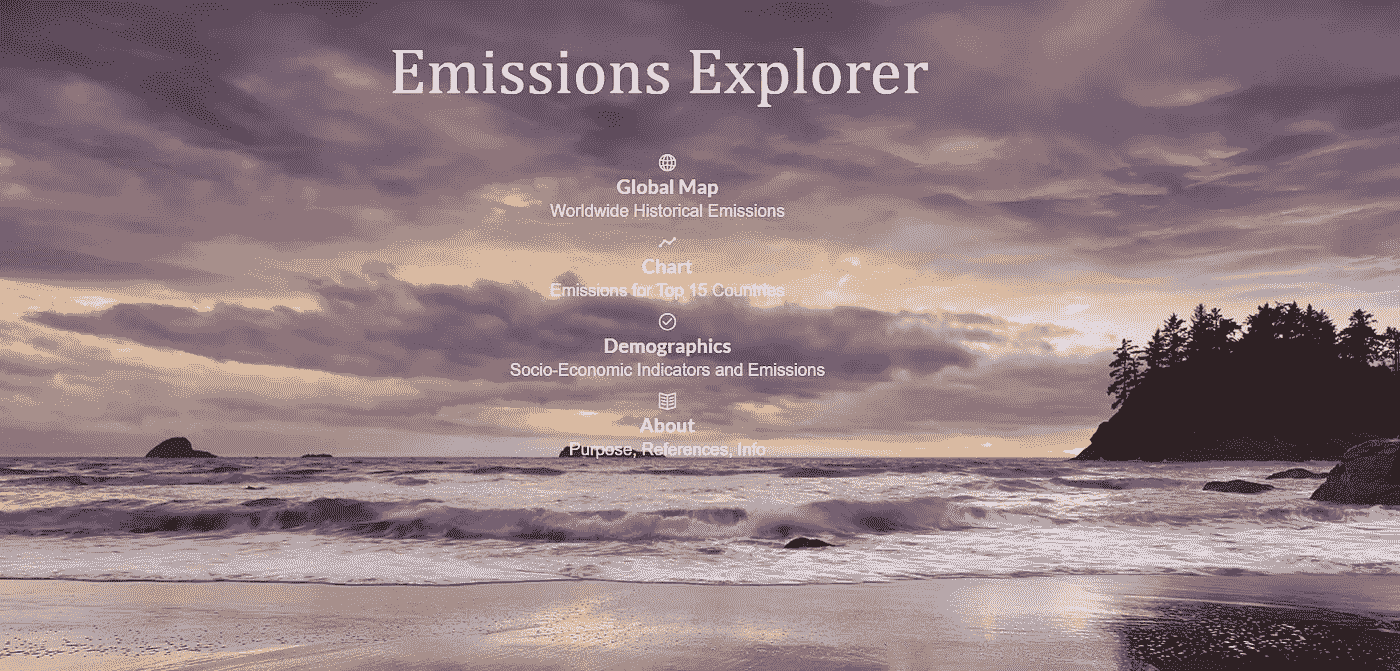 Emissions Explorer
Global Map
Worldwide Historical Emissions
Chart
Emissions for Top 15 Countries
Demographics
Socio-Economic Indicators and Emissions
About
Purpose, References, Info